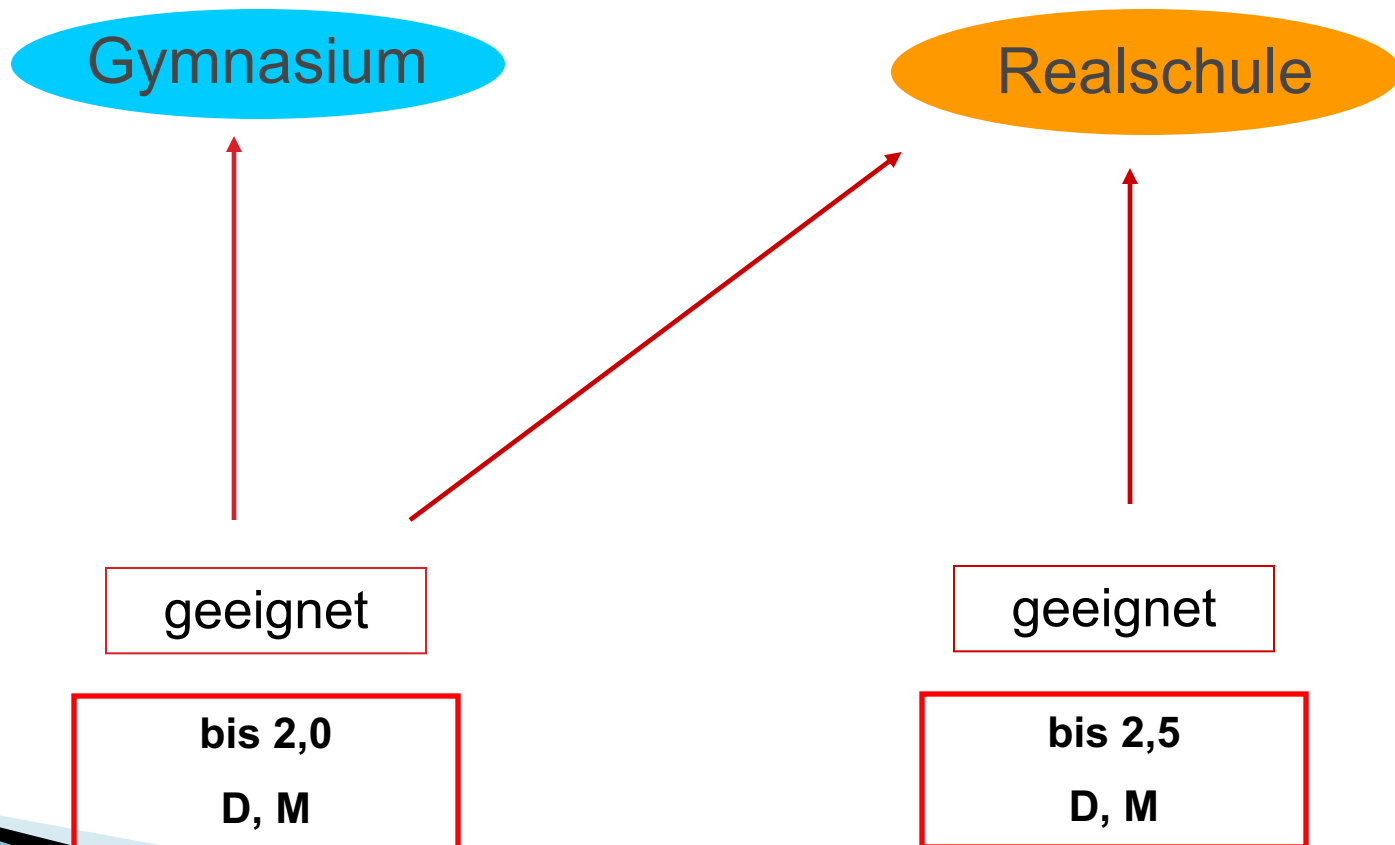 Gymnasium
Realschule
geeignet
geeignet
bis 2,0
D, M
bis 2,5
D, M